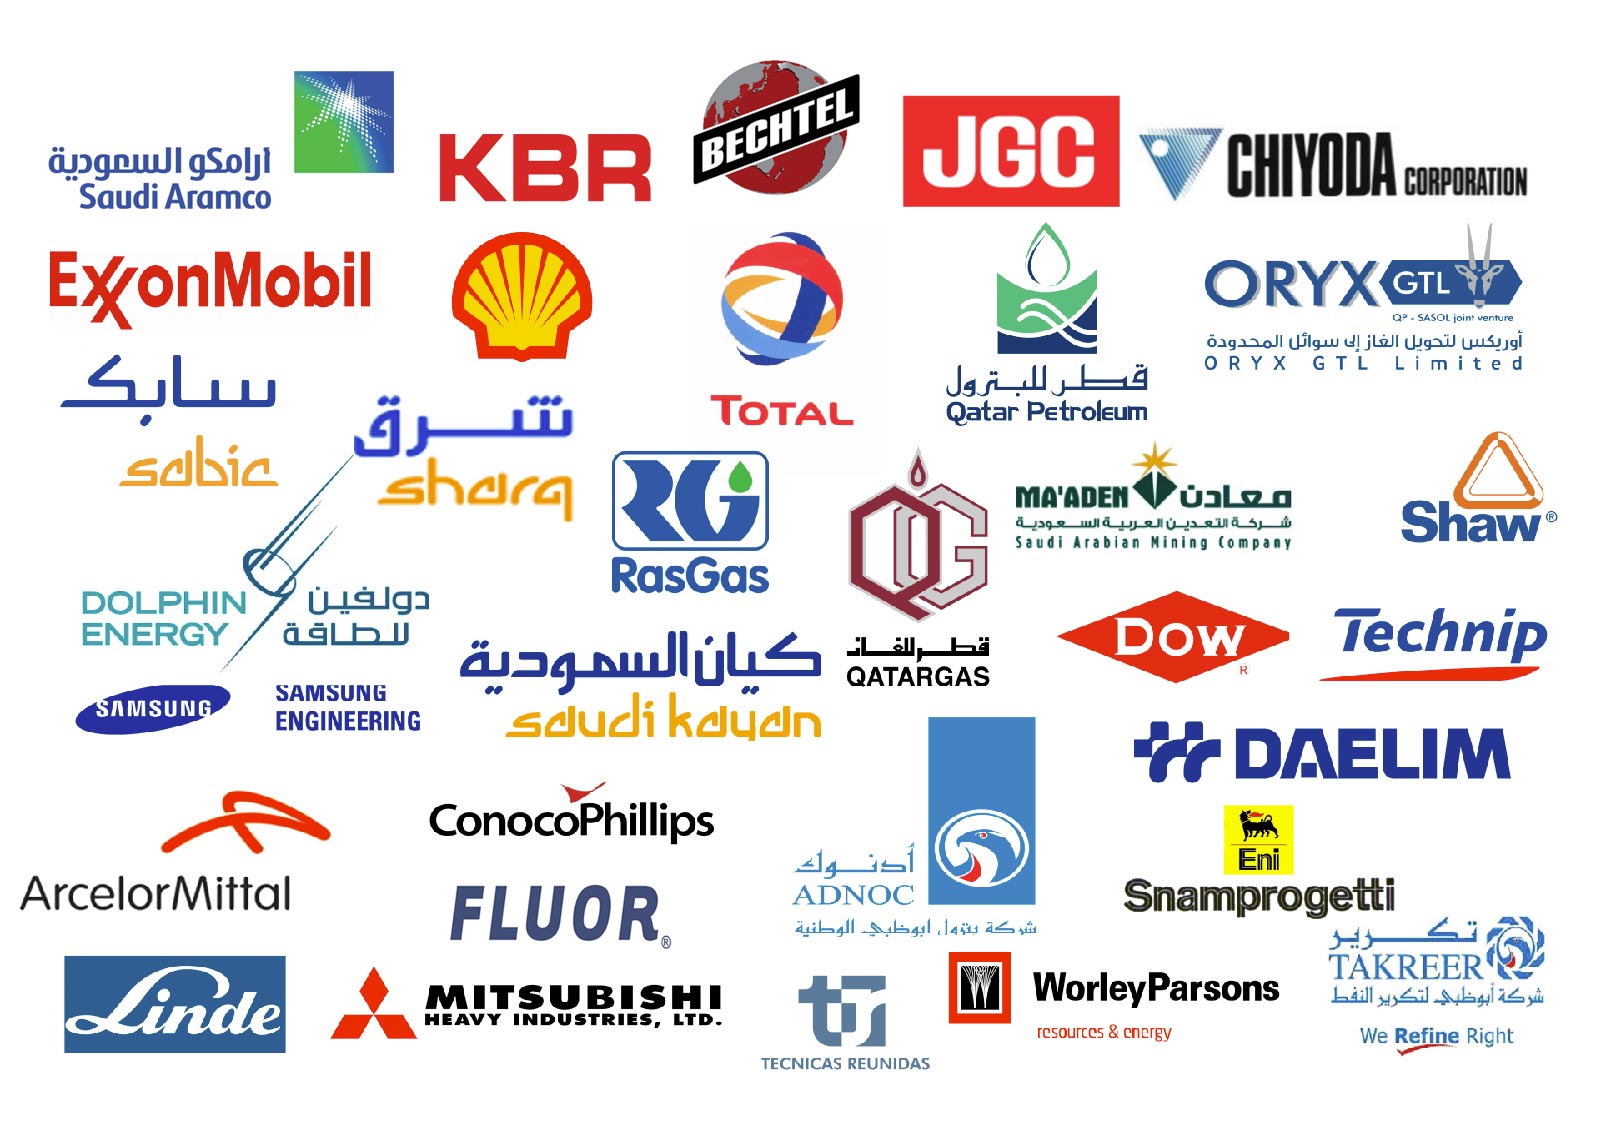 أرامكو السعودية
Saudi Aramco
KBR
BECHTEL
JGC
CHIYODA CORPORATION
ExxonMobil
TOTAL
قطر للبترول
Qatar Petroleum
ORYX GTL
QP - SASOL joint venture
أوريكس لتحويل الغاز إلى سوائل المحدودة
ORYX GTL Limited
سابك
sabic
شرق
sharq
RG
RasGas
QG
قطر للغاز
QATARGAS
MA'ADEN معادن
شركة التعدين العربية السعودية
Saudi Arabian Mining Company
Shaw®
DOLPHIN
ENERGY
دولفين
للطاقة
كيان السعودية
saudi kayan
DOW
R
Technip
SAMSUNG
SAMSUNG
ENGINEERING
DAELIM
ArcelorMittal
ConocoPhillips
FLUOR®
أدنوك
ADNOC
شركة بترول ابوظبي الوطنية
Eni
Snamprogetti
Linde
MITSUBISHI
HEAVY INDUSTRIES, LTD.
tr
TECNICAS REUNIDAS
WorleyParsons
resources & energy
تكرير
TAKREER
شركة أبوظبي لتكرير النفط
We Refine Right